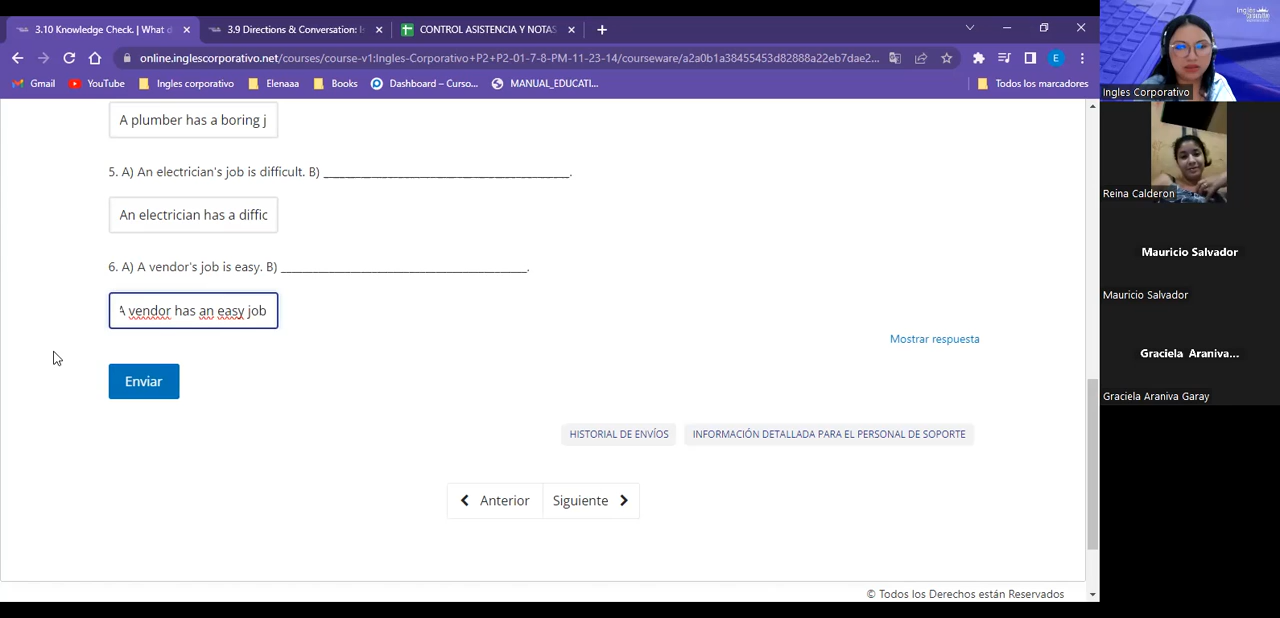 3.10 Knowledge Check. | What d
3.9 Directions & Conversation: I
CONTROL ASISTENCIA Y NOTAS
online.inglescorporativo.net/courses/course-v1:Ingles-Corporativo+P2+P2-01-7-8-PM-11-23-14/courseware/a2a0b1a38455453d82888a22eb7dae2...
E
Gmail
YouTube
Ingles corporativo
Elenaaa
Books
Dashboard – Curso...
MANUAL_EDUCATI...
Todos los marcadores
A plumber has a boring j
5. A) An electrician's job is difficult. B) ______________________________________.
An electrician has a diffic
6. A) A vendor's job is easy. B) ______________________________________.
A vendor has an easy job
Mostrar respuesta
Enviar
HISTORIAL DE ENVÍOS
INFORMACIÓN DETALLADA PARA EL PERSONAL DE SOPORTE
Anterior
Siguiente
© Todos los Derechos están Reservados
Ingles Corporativo
Reina Calderon
Mauricio Salvador
Mauricio Salvador
Graciela Araniva...
Graciela Araniva Garay